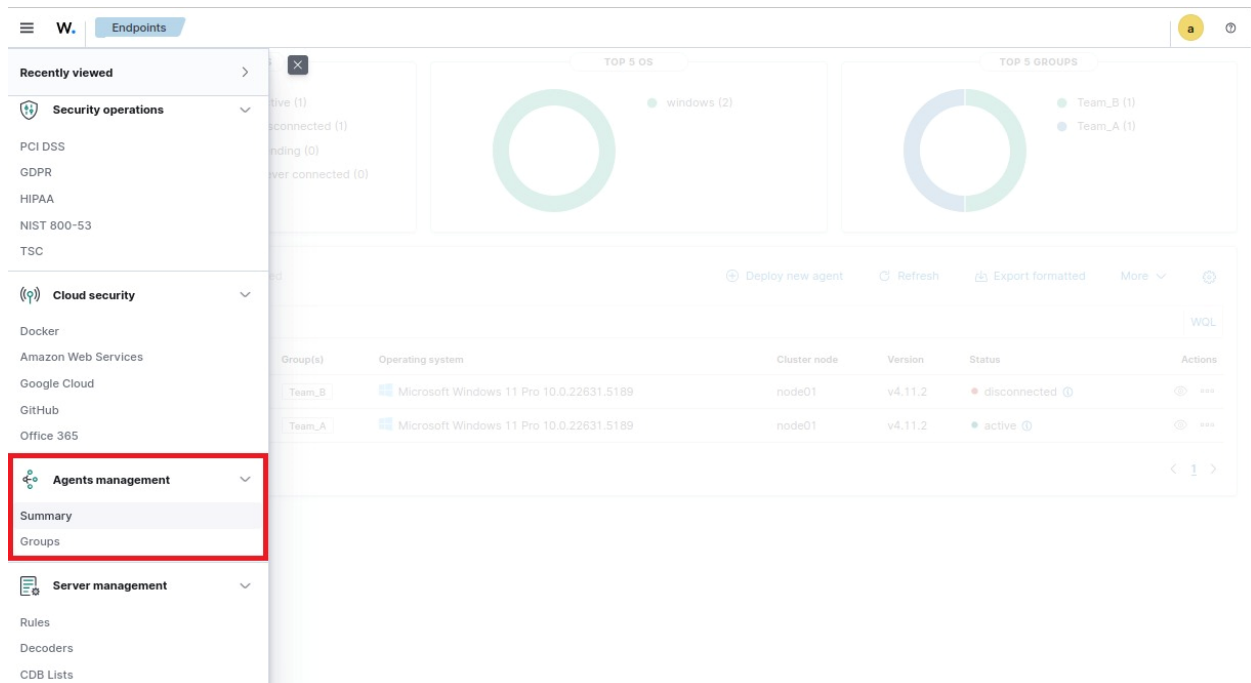 W. Endpoints a
Recently viewed
Security operations
PCI DSS
GDPR
HIPAA
NIST 800-53
TSC
Cloud security
Docker
Amazon Web Services
Google Cloud
GitHub
Office 365
Agents management
Summary
Groups
Server management
Rules
Decoders
CDB Lists
(1)
(1)
(0)
connected (0)
TOP 5 OS
windows (2)
TOP 5 GROUPS
Team_B (1)
Team_A (1)
Deploy new agent Refresh Export formatted More
WQL
Group(s) Operating system Cluster node Version Status Actions
Team_B Microsoft Windows 11 Pro 10.0.22631.5189 node01 v4.11.2 disconnected
Team_A Microsoft Windows 11 Pro 10.0.22631.5189 node01 v4.11.2 active
1